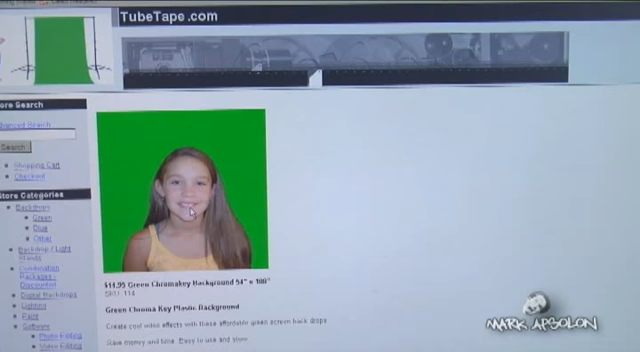 TubeTape.com
Store Search
Advanced Search
Search
Shopping Cart
Checkout
Store Categories
Backdrops
Green
Blue
Other
Backdrop / Light
Stands
Combination
Packages -
Discounted
Digital Backdrops
Lighting
Paint
Software
Photo Editing
Video Editing
$14.95 Green Chromakey Background 54" x 108"
SKU: 114
Green Chroma Key Plastic Background
Create cool video effects with these affordable green screen back drops
Save money and time. Easy to use and store
MARK APSOLON